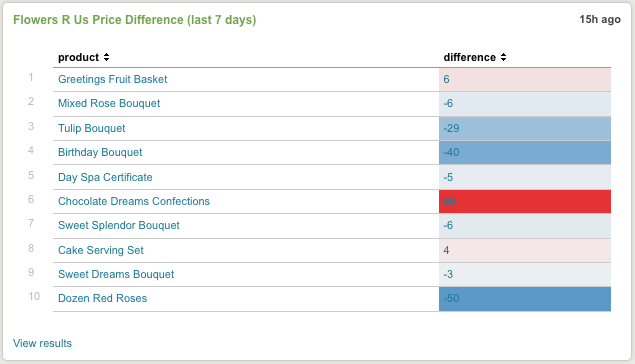 Flowers R Us Price Difference (last 7 days) 15h ago
product difference
1 Greetings Fruit Basket 6
2 Mixed Rose Bouquet -6
3 Tulip Bouquet -29
4 Birthday Bouquet -40
5 Day Spa Certificate -5
6 Chocolate Dreams Confections
7 Sweet Splendor Bouquet -6
8 Cake Serving Set 4
9 Sweet Dreams Bouquet -3
10 Dozen Red Roses -50
View results